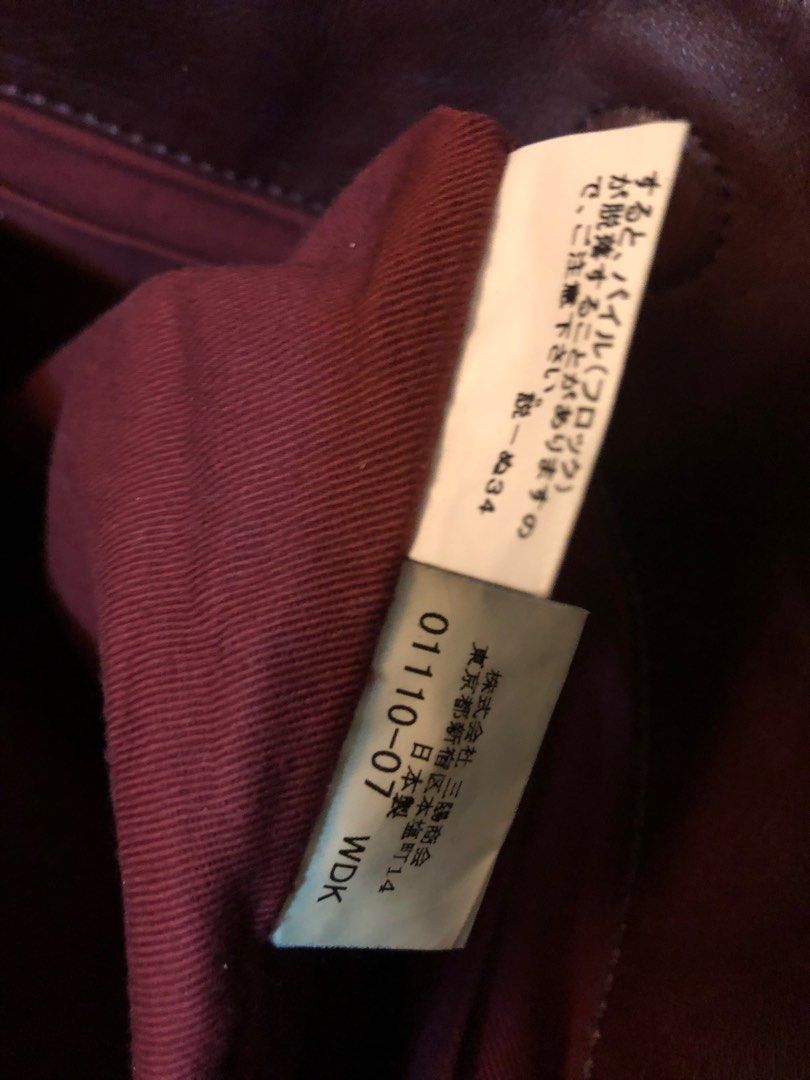 すると、パイル(フロック)
が脱落することがありますの
で、ご注意下さい。
説ーぬ34
株式会社 三陽商会
東京都新宿区本塩町14
日本製
01110-07 WDK